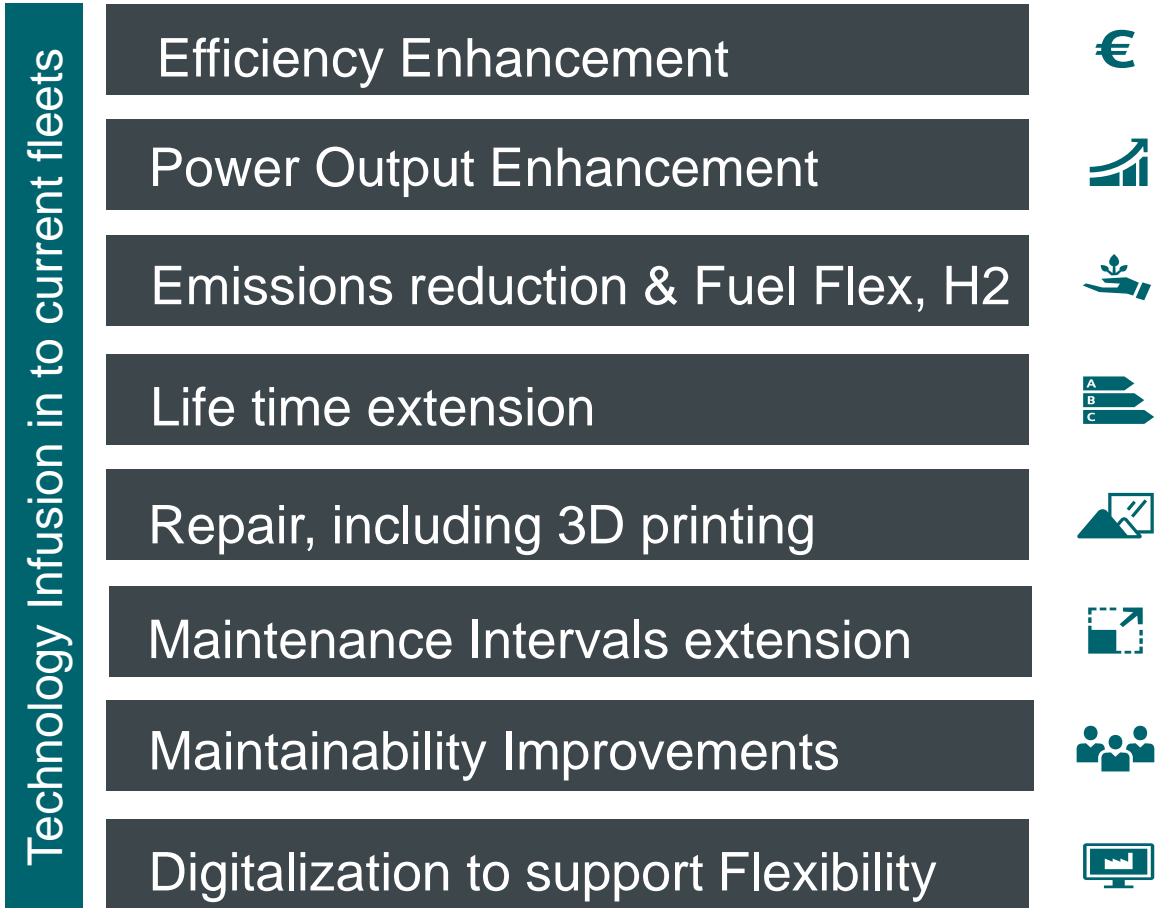 Technology Infusion in to current fleets
Efficiency Enhancement
€
Power Output Enhancement
Emissions reduction & Fuel Flex, H2
Life time extension
A
B
C
Repair, including 3D printing
Maintenance Intervals extension
Maintainability Improvements
Digitalization to support Flexibility